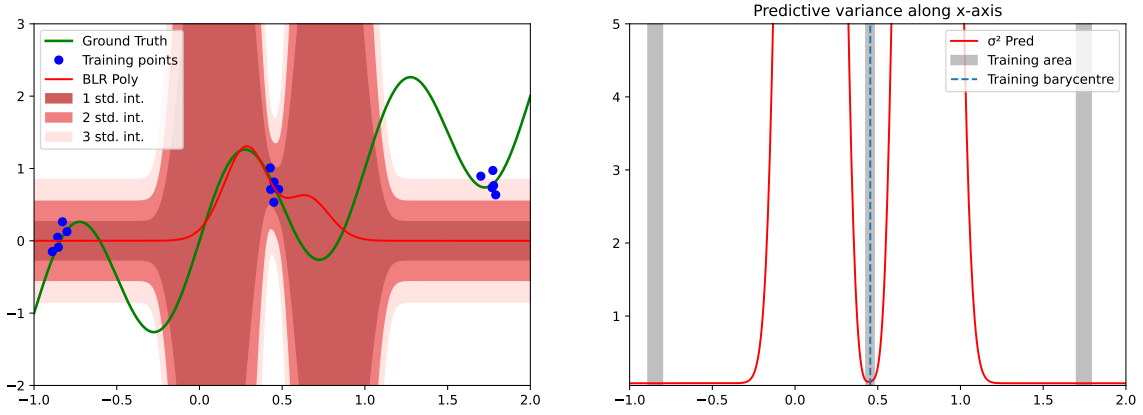 Predictive variance along x-axis
3
2
1
0
−1
−2
Ground Truth
Training points
BLR Poly
1 std. int.
2 std. int.
3 std. int.
−1.0 −0.5 0.0 0.5 1.0 1.5 2.0
5
4
3
2
1
σ² Pred
Training area
Training barycentre
−1.0 −0.5 0.0 0.5 1.0 1.5 2.0